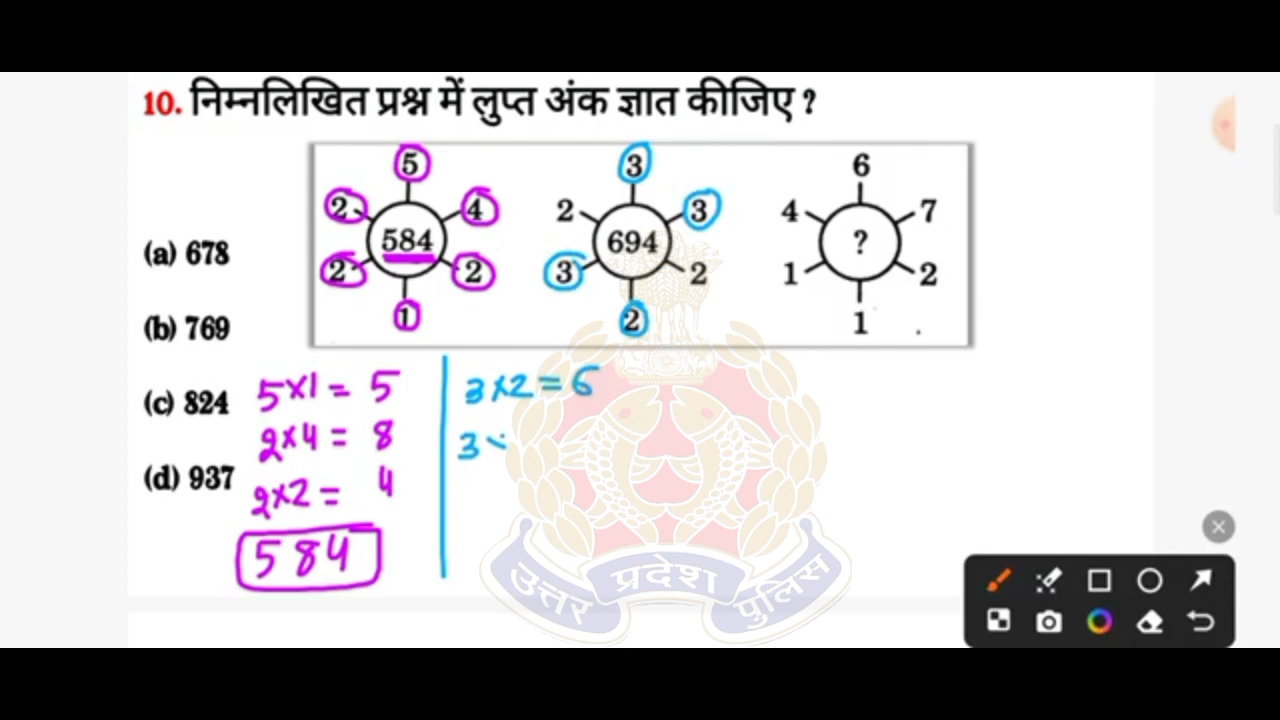 10. निम्नलिखित प्रश्न में लुप्त अंक ज्ञात कीजिए ?
5
2 4
584
2 2
1
3
2 3
694
3 2
2
6
4 7
?
1 2
1
(a) 678
(b) 769
(c) 824
(d) 937
5×1 = 5
2×4 = 8
2×2 = 4
584
3×2 = 6
3
उत्तर प्रदेश पुलिस